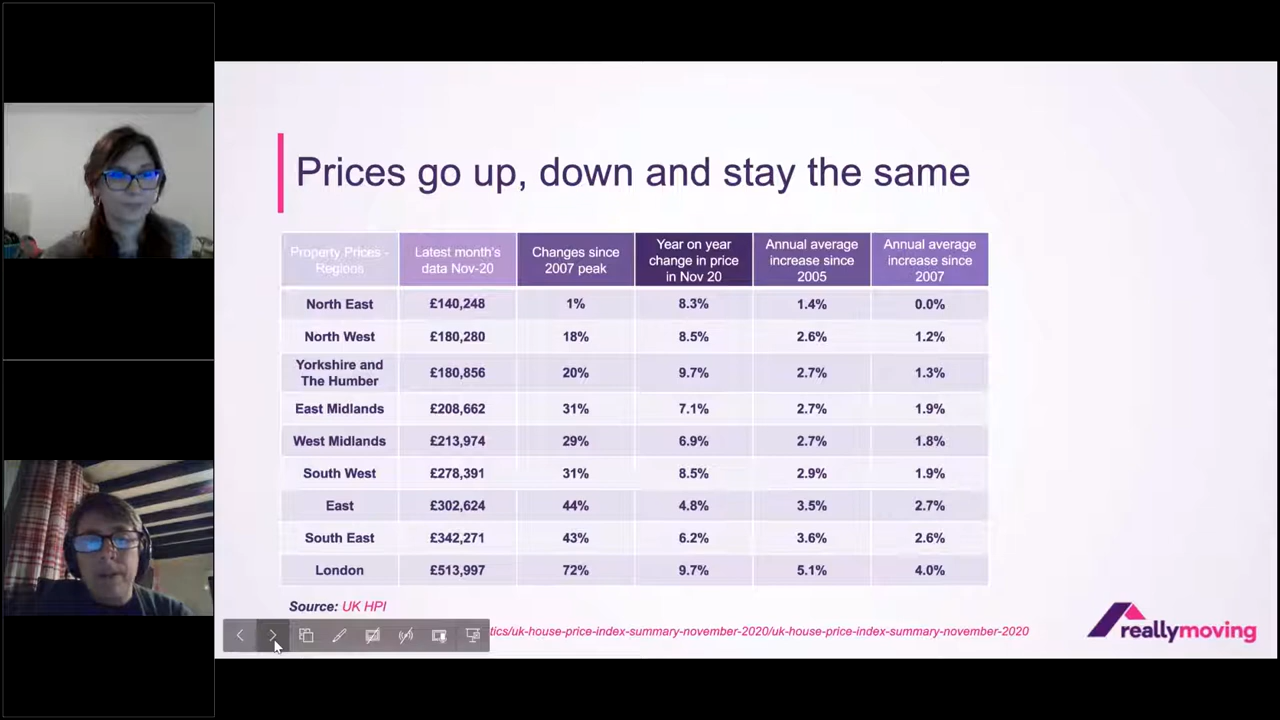 Prices go up, down and stay the same
Property Prices -
Regions
Latest month's
data Nov-20
Changes since
2007 peak
Year on year
change in price
in Nov 20
Annual average
increase since
2005
Annual average
increase since
2007
North East £140,248 1% 8.3% 1.4% 0.0%
North West £180,280 18% 8.5% 2.6% 1.2%
Yorkshire and
The Humber £180,856 20% 9.7% 2.7% 1.3%
East Midlands £208,662 31% 7.1% 2.7% 1.9%
West Midlands £213,974 29% 6.9% 2.7% 1.8%
South West £278,391 31% 8.5% 2.9% 1.9%
East £302,624 44% 4.8% 3.5% 2.7%
South East £342,271 43% 6.2% 3.6% 2.6%
London £513,997 72% 9.7% 5.1% 4.0%
Source: UK HPI
tics/uk-house-price-index-summary-november-2020/uk-house-price-index-summary-november-2020
reallymoving